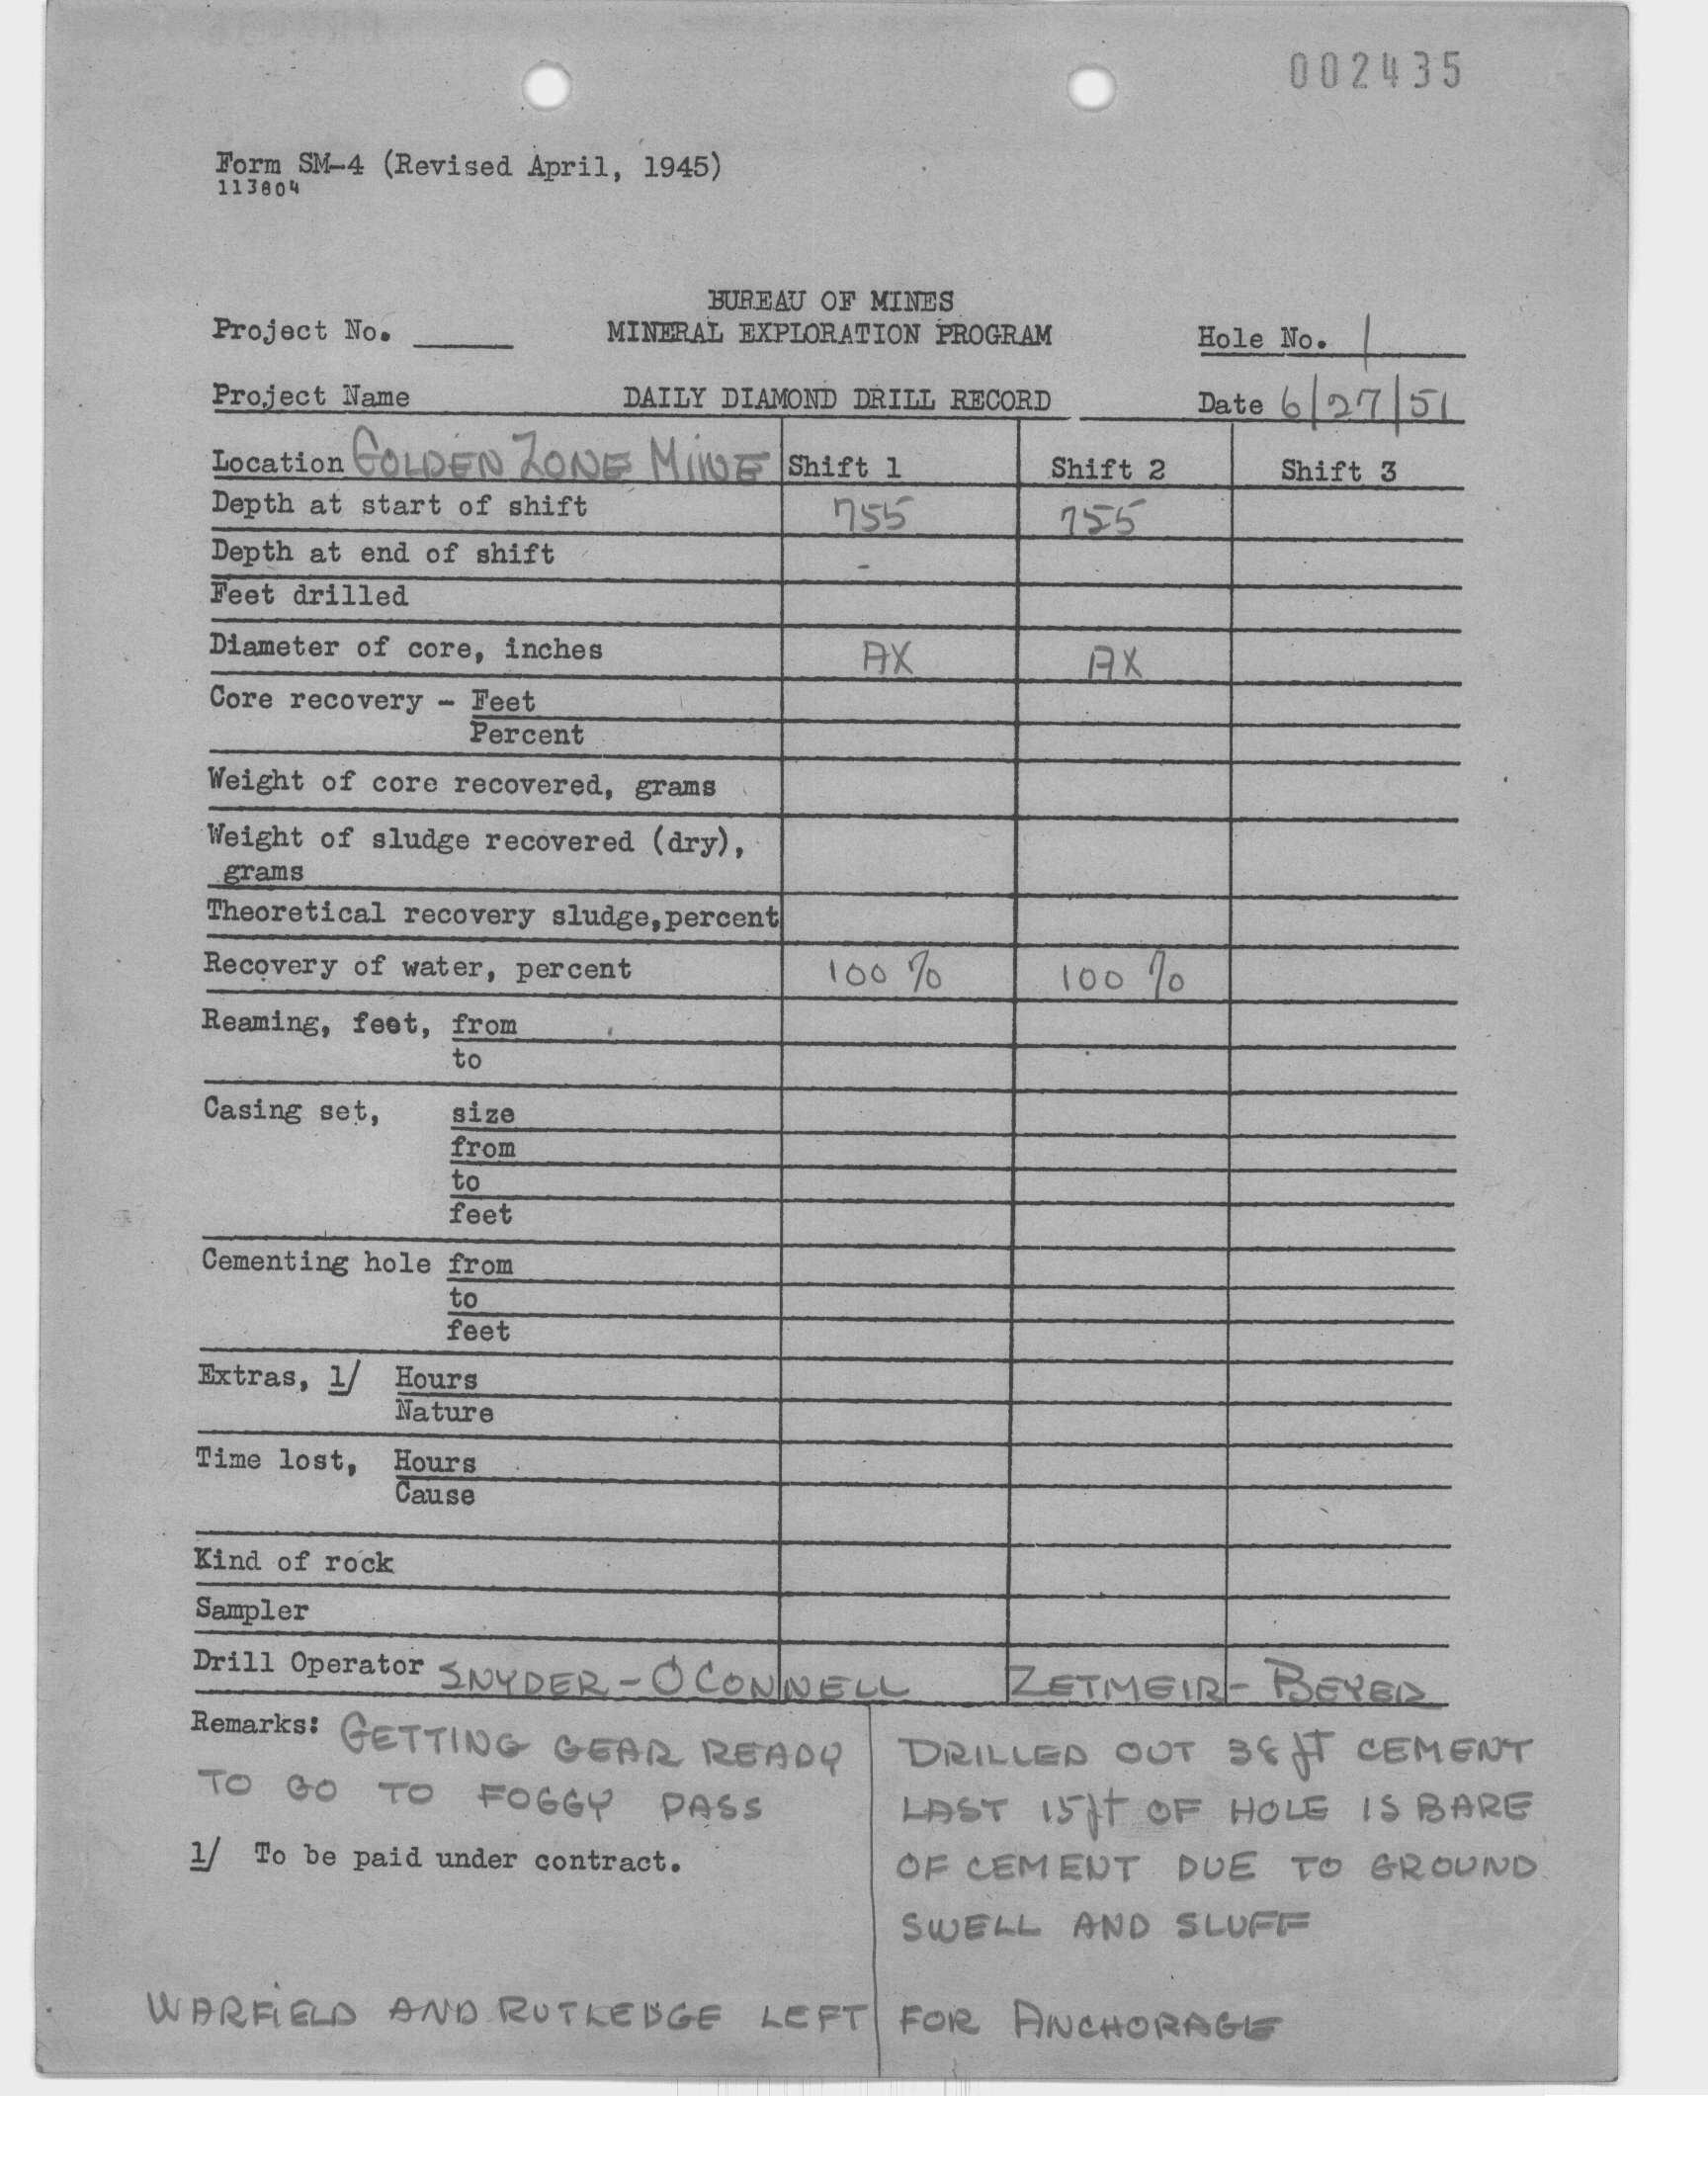 002435
Form SM-4 (Revised April, 1945)
113804
BUREAU OF MINES
Project No. MINERAL EXPLORATION PROGRAM Hole No. 1
Project Name DAILY DIAMOND DRILL RECORD Date 6/27/51
Location GOLDEN ZONE MINE Shift 1 Shift 2 Shift 3
Depth at start of shift 755 755
Depth at end of shift -
Feet drilled
Diameter of core, inches AX AX
Core recovery - Feet
Percent
Weight of core recovered, grams
Weight of sludge recovered (dry),
grams
Theoretical recovery sludge, percent
Recovery of water, percent 100 % 100 %
Reaming, feet, from
to
Casing set, size
from
to
feet
Cementing hole from
to
feet
Extras, 1/ Hours
Nature
Time lost, Hours
Cause
Kind of rock
Sampler
Drill Operator SNYDER - O'CONNELL ZETMEIR - BEYER
Remarks: GETTING GEAR READY
TO GO TO FOGGY PASS
1/ To be paid under contract.
DRILLED OUT 38 ft CEMENT
LAST 15 ft OF HOLE IS BARE
OF CEMENT DUE TO GROUND
SWELL AND SLUFF
WARFIELD AND RUTLEDGE LEFT FOR ANCHORAGE